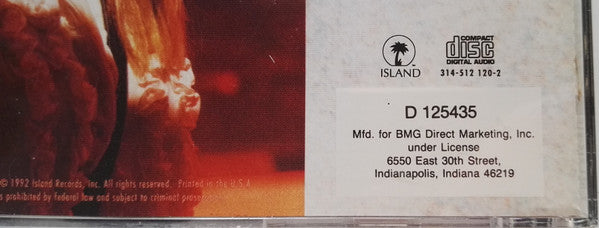 COMPACT
disc
DIGITAL AUDIO
ISLAND™
314-512 120-2
D 125435
Mfd. for BMG Direct Marketing, Inc.
under License
6550 East 30th Street,
Indianapolis, Indiana 46219
© 1992 Island Records, Inc. All rights reserved. Printed in the U.S.A
s prohibited by federal law and subject to criminal prosec